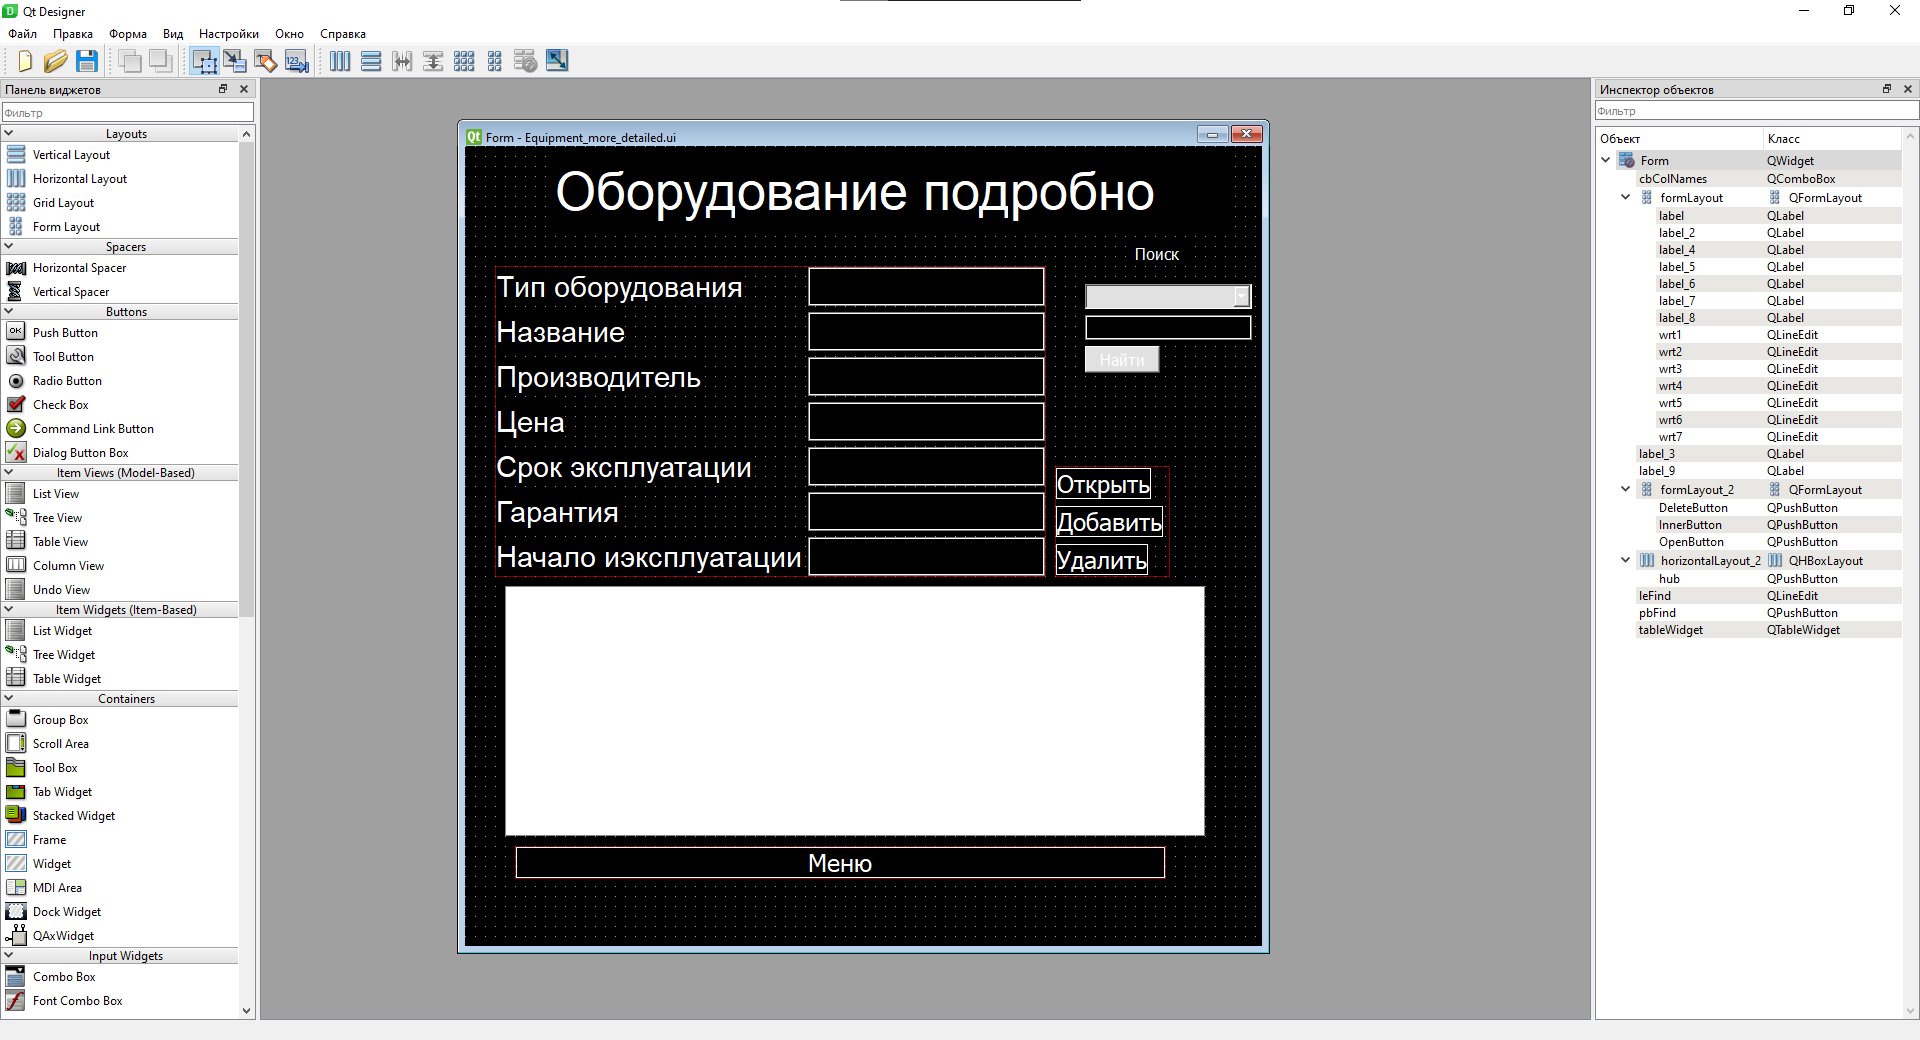 Qt Designer
Файл Правка Форма Вид Настройки Окно Справка
Панель виджетов
Фильтр
Layouts
Vertical Layout
Horizontal Layout
Grid Layout
Form Layout
Spacers
Horizontal Spacer
Vertical Spacer
Buttons
Push Button
Tool Button
Radio Button
Check Box
Command Link Button
Dialog Button Box
Item Views (Model-Based)
List View
Tree View
Table View
Column View
Undo View
Item Widgets (Item-Based)
List Widget
Tree Widget
Table Widget
Containers
Group Box
Scroll Area
Tool Box
Tab Widget
Stacked Widget
Frame
Widget
MDI Area
Dock Widget
QAxWidget
Input Widgets
Combo Box
Font Combo Box
Form - Equipment_more_detailed.ui
Оборудование подробно
Поиск
Найти
Тип оборудования
Название
Производитель
Цена
Срок эксплуатации
Гарантия
Начало иэксплуатации
Открыть
Добавить
Удалить
Меню
Инспектор объектов
Фильтр
Объект Класс
Form QWidget
cbColNames QComboBox
formLayout QFormLayout
label QLabel
label_2 QLabel
label_4 QLabel
label_5 QLabel
label_6 QLabel
label_7 QLabel
label_8 QLabel
wrt1 QLineEdit
wrt2 QLineEdit
wrt3 QLineEdit
wrt4 QLineEdit
wrt5 QLineEdit
wrt6 QLineEdit
wrt7 QLineEdit
label_3 QLabel
label_9 QLabel
formLayout_2 QFormLayout
DeleteButton QPushButton
InnerButton QPushButton
OpenButton QPushButton
horizontalLayout_2 QHBoxLayout
hub QPushButton
leFind QLineEdit
pbFind QPushButton
tableWidget QTableWidget